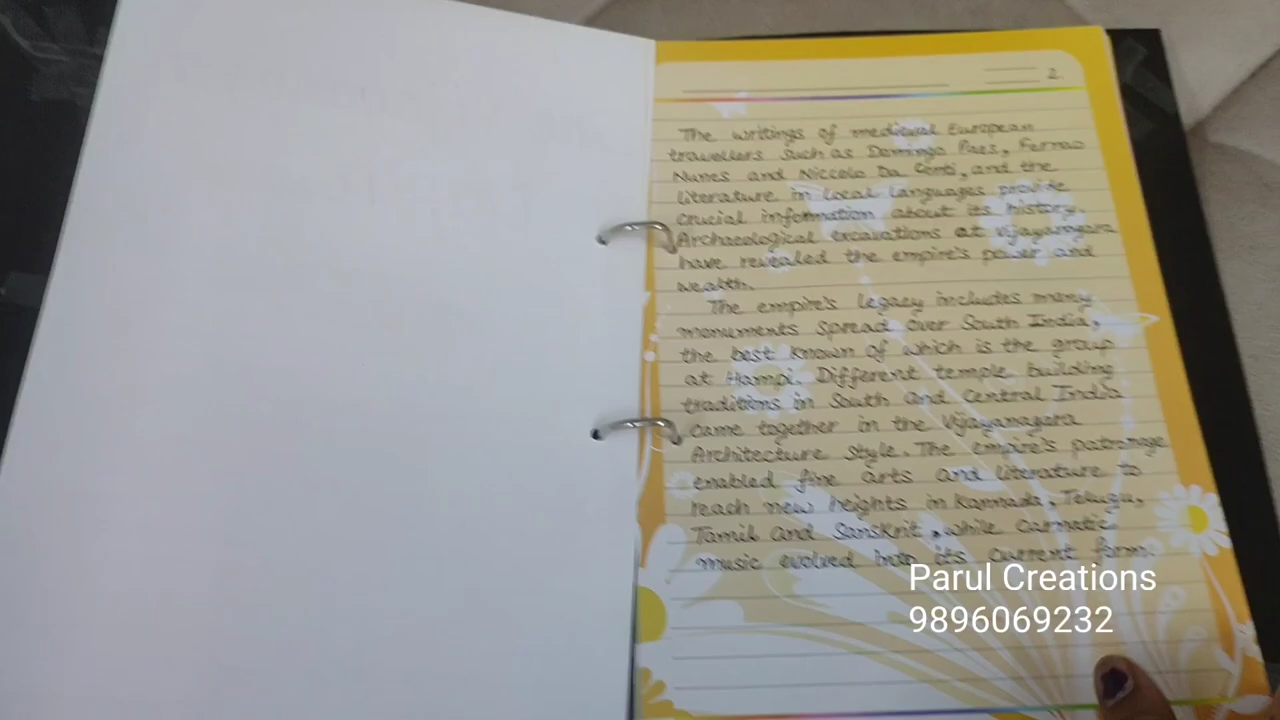 2.
The writings of medieval European
travellers such as Domingo Paes, Fernao
Nunes and Niccolo Da Conti, and the
literature in local languages provide
crucial information about its history.
Archaeological excavations at Vijayanagara
have revealed the empire's power and
wealth.
The empire's legacy includes many
monuments spread over South India,
the best known of which is the group
at Hampi. Different temple building
traditions in South and Central India
came together in the Vijayanagara
Architecture Style. The empire's patronage
enabled fine arts and literature to
reach new heights in Kannada, Telugu,
Tamil and Sanskrit, while Carnatic
music evolved into its current form.
Parul Creations
9896069232